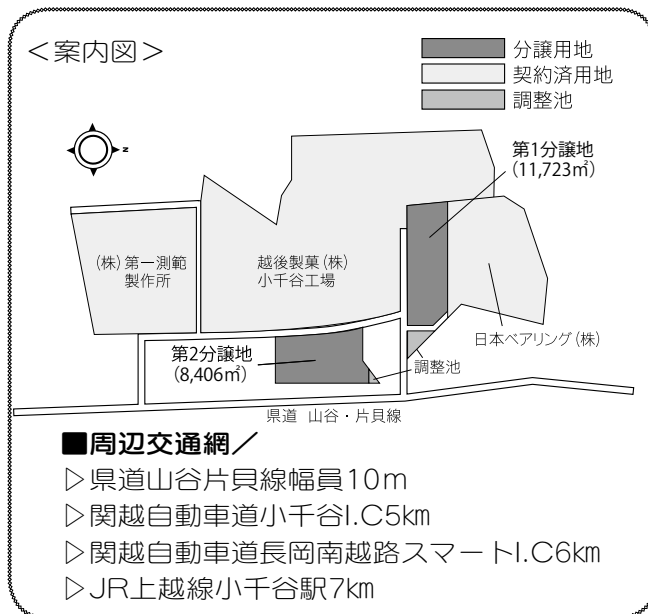 ＜案内図＞
分譲用地
契約済用地
調整池
N
第1分譲地
(11,723㎡)
(株)第一測範
製作所
越後製菓(株)
小千谷工場
日本ベアリング(株)
第2分譲地
(8,406㎡)
調整池
県道 山谷・片貝線
■周辺交通網／
▷県道山谷片貝線幅員10m
▷関越自動車道小千谷I.C5km
▷関越自動車道長岡南越路スマートI.C6km
▷JR上越線小千谷駅7km